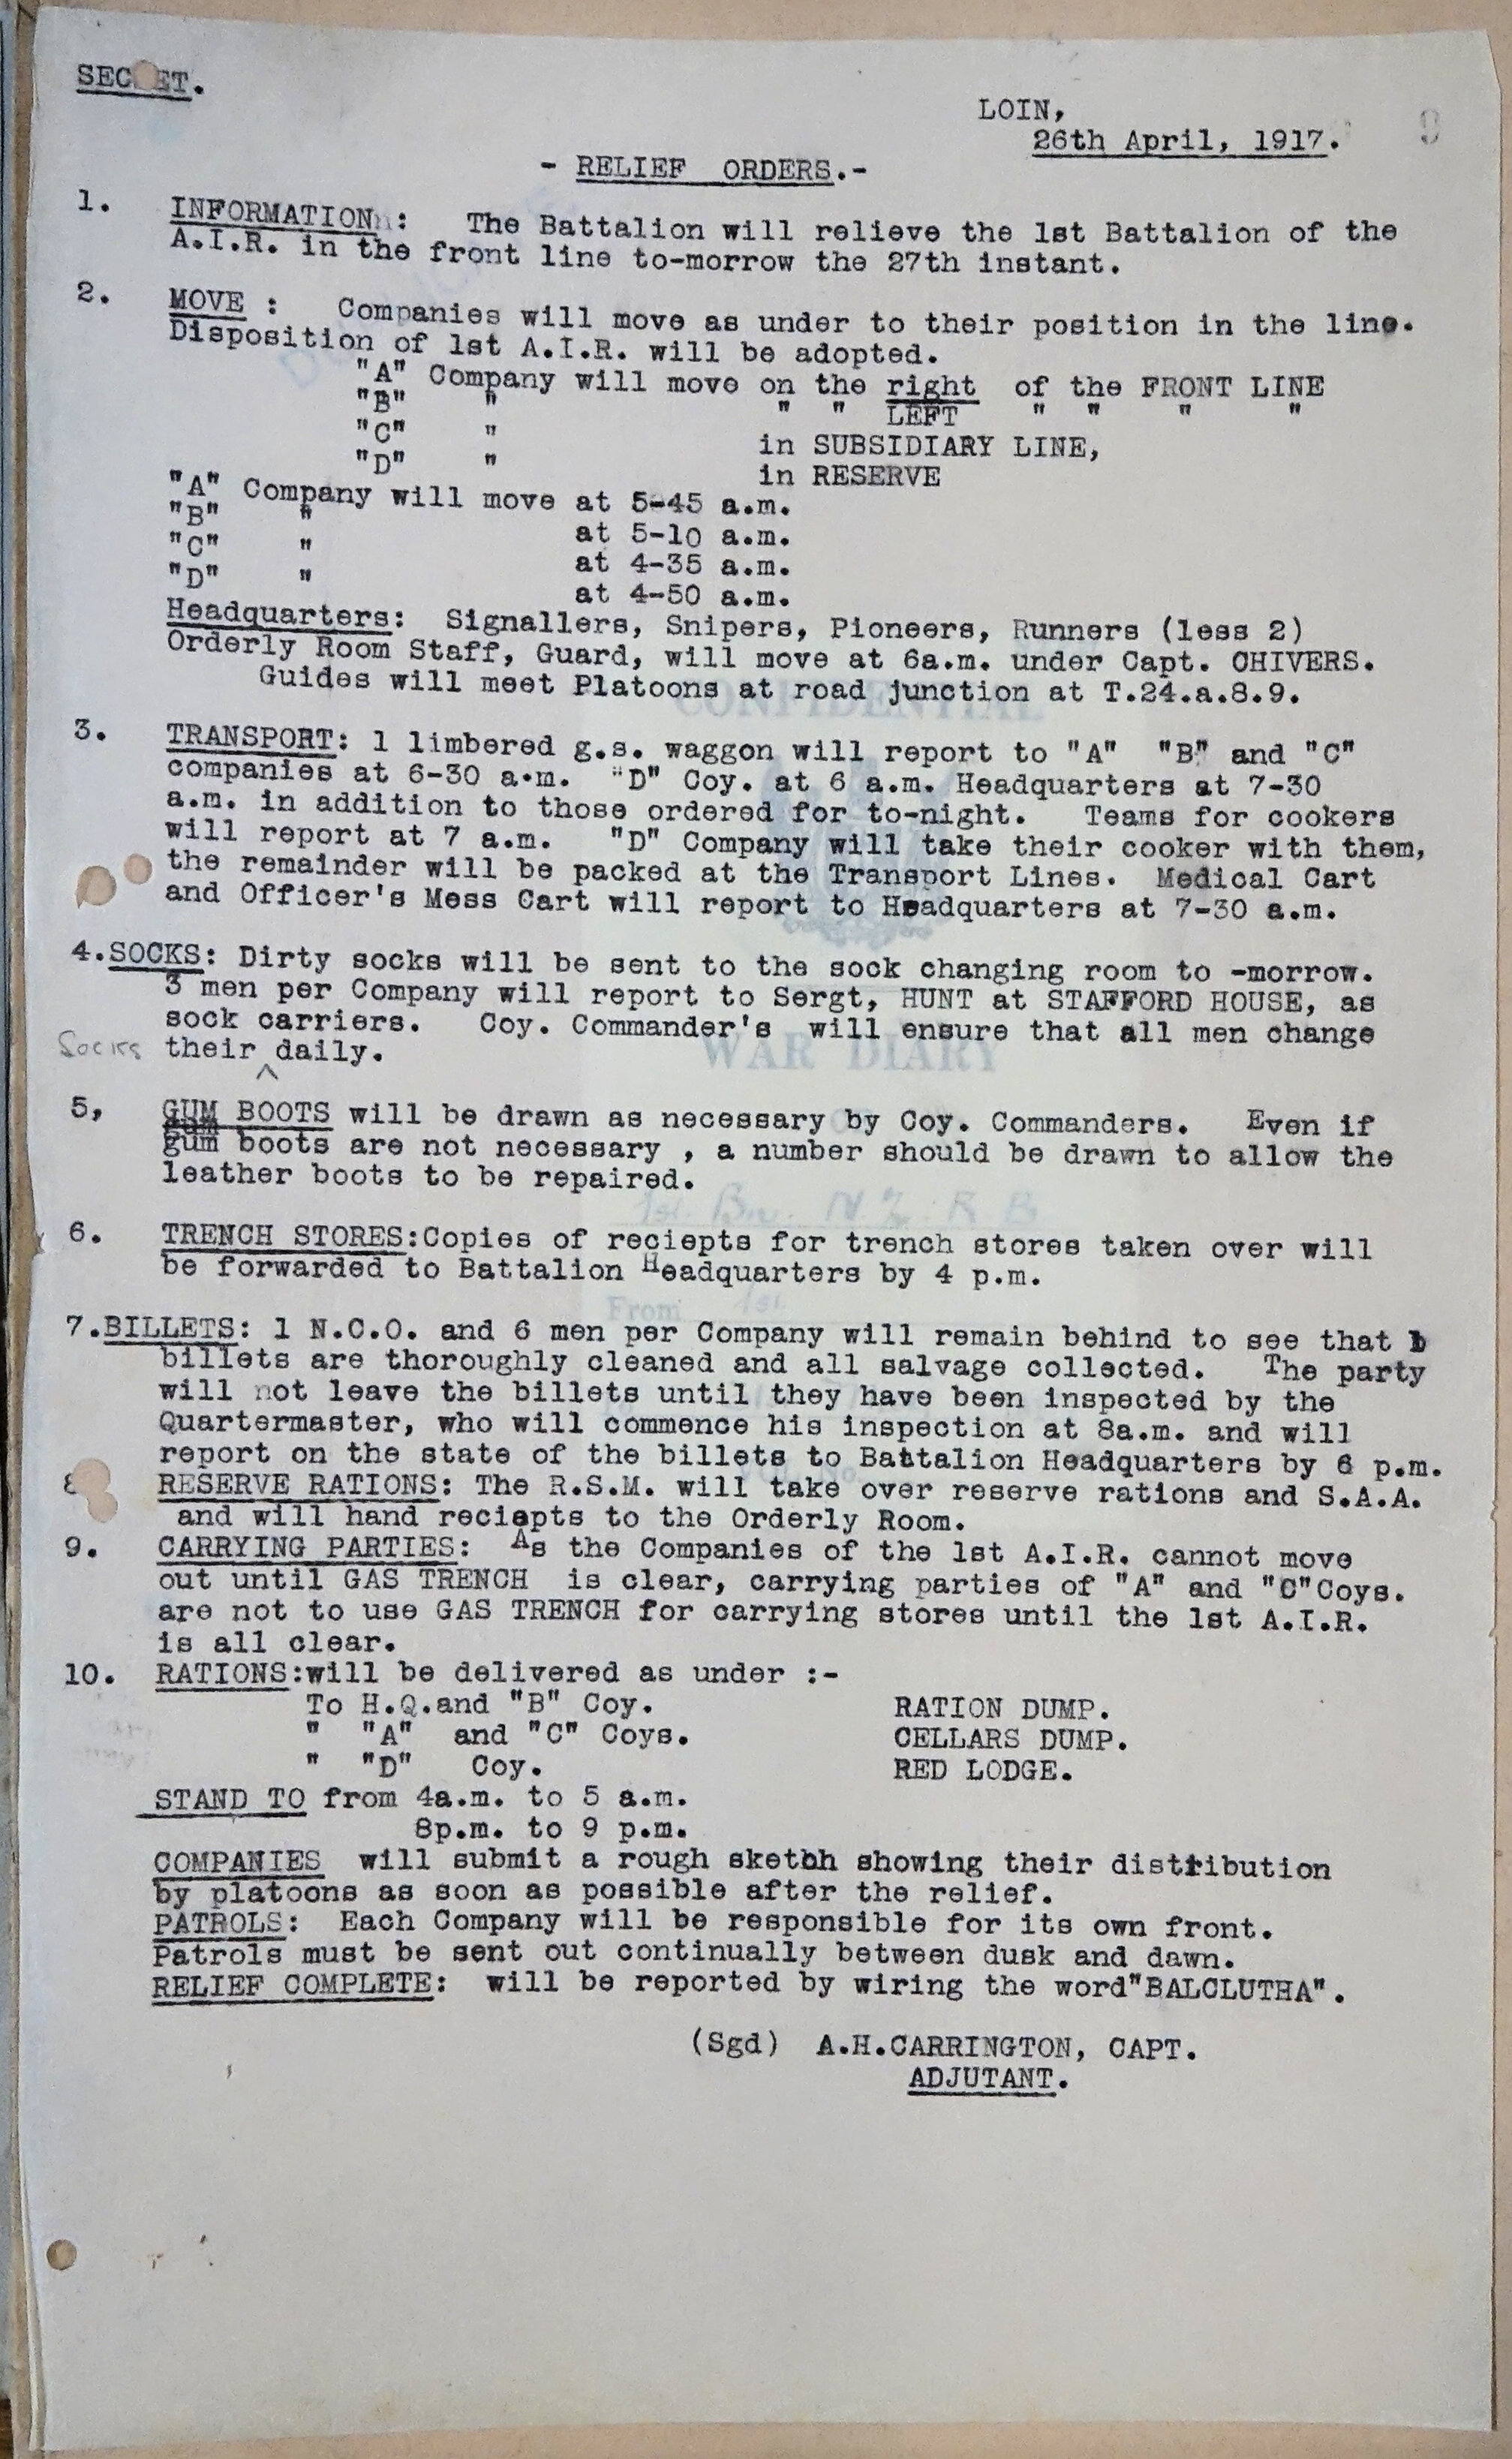 SECRET.
LOIN,
9
26th April, 1917.
- RELIEF ORDERS.-
1. INFORMATION: The Battalion will relieve the 1st Battalion of the
A.I.R. in the front line to-morrow the 27th instant.
2. MOVE : Companies will move as under to their position in the line.
Disposition of 1st A.I.R. will be adopted.
"A" Company will move on the right of the FRONT LINE
"B" " " " LEFT " " " "
"C" " in SUBSIDIARY LINE,
"D" " in RESERVE
"A" Company will move at 5-45 a.m.
"B" " at 5-10 a.m.
"C" " at 4-35 a.m.
"D" " at 4-50 a.m.
Headquarters: Signallers, Snipers, Pioneers, Runners (less 2)
Orderly Room Staff, Guard, will move at 6a.m. under Capt. CHIVERS.
Guides will meet Platoons at road junction at T.24.a.8.9.
CONFIDENTIAL
3. TRANSPORT: 1 limbered g.s. waggon will report to "A" "B" and "C"
companies at 6-30 a.m. "D" Coy. at 6 a.m. Headquarters at 7-30
a.m. in addition to those ordered for to-night. Teams for cookers
will report at 7 a.m. "D" Company will take their cooker with them,
the remainder will be packed at the Transport Lines. Medical Cart
and Officer's Mess Cart will report to Headquarters at 7-30 a.m.
4.SOCKS: Dirty socks will be sent to the sock changing room to -morrow.
3 men per Company will report to Sergt, HUNT at STAFFORD HOUSE, as
sock carriers. Coy. Commander's will ensure that all men change
Socks their ^ daily.
WAR DIARY
5, GUM BOOTS will be drawn as necessary by Coy. Commanders. Even if
gum boots are not necessary , a number should be drawn to allow the
leather boots to be repaired.
1st. Bn. N.Z. R B
6. TRENCH STORES:Copies of reciepts for trench stores taken over will
be forwarded to Battalion Headquarters by 4 p.m.
From 1st.
7.BILLETS: 1 N.C.O. and 6 men per Company will remain behind to see that b
billets are thoroughly cleaned and all salvage collected. The party
will not leave the billets until they have been inspected by the
Quartermaster, who will commence his inspection at 8a.m. and will
report on the state of the billets to Battalion Headquarters by 6 p.m.
8 RESERVE RATIONS: The R.S.M. will take over reserve rations and S.A.A.
and will hand reciepts to the Orderly Room.
9. CARRYING PARTIES: As the Companies of the 1st A.I.R. cannot move
out until GAS TRENCH is clear, carrying parties of "A" and "C"Coys.
are not to use GAS TRENCH for carrying stores until the 1st A.I.R.
is all clear.
10. RATIONS:will be delivered as under :-
To H.Q.and "B" Coy. RATION DUMP.
" "A" and "C" Coys. CELLARS DUMP.
" "D" Coy. RED LODGE.
STAND TO from 4a.m. to 5 a.m.
8p.m. to 9 p.m.
COMPANIES will submit a rough sketbh showing their distribution
by platoons as soon as possible after the relief.
PATROLS: Each Company will be responsible for its own front.
Patrols must be sent out continually between dusk and dawn.
RELIEF COMPLETE: will be reported by wiring the word"BALCLUTHA".
(Sgd) A.H.CARRINGTON, CAPT.
ADJUTANT.